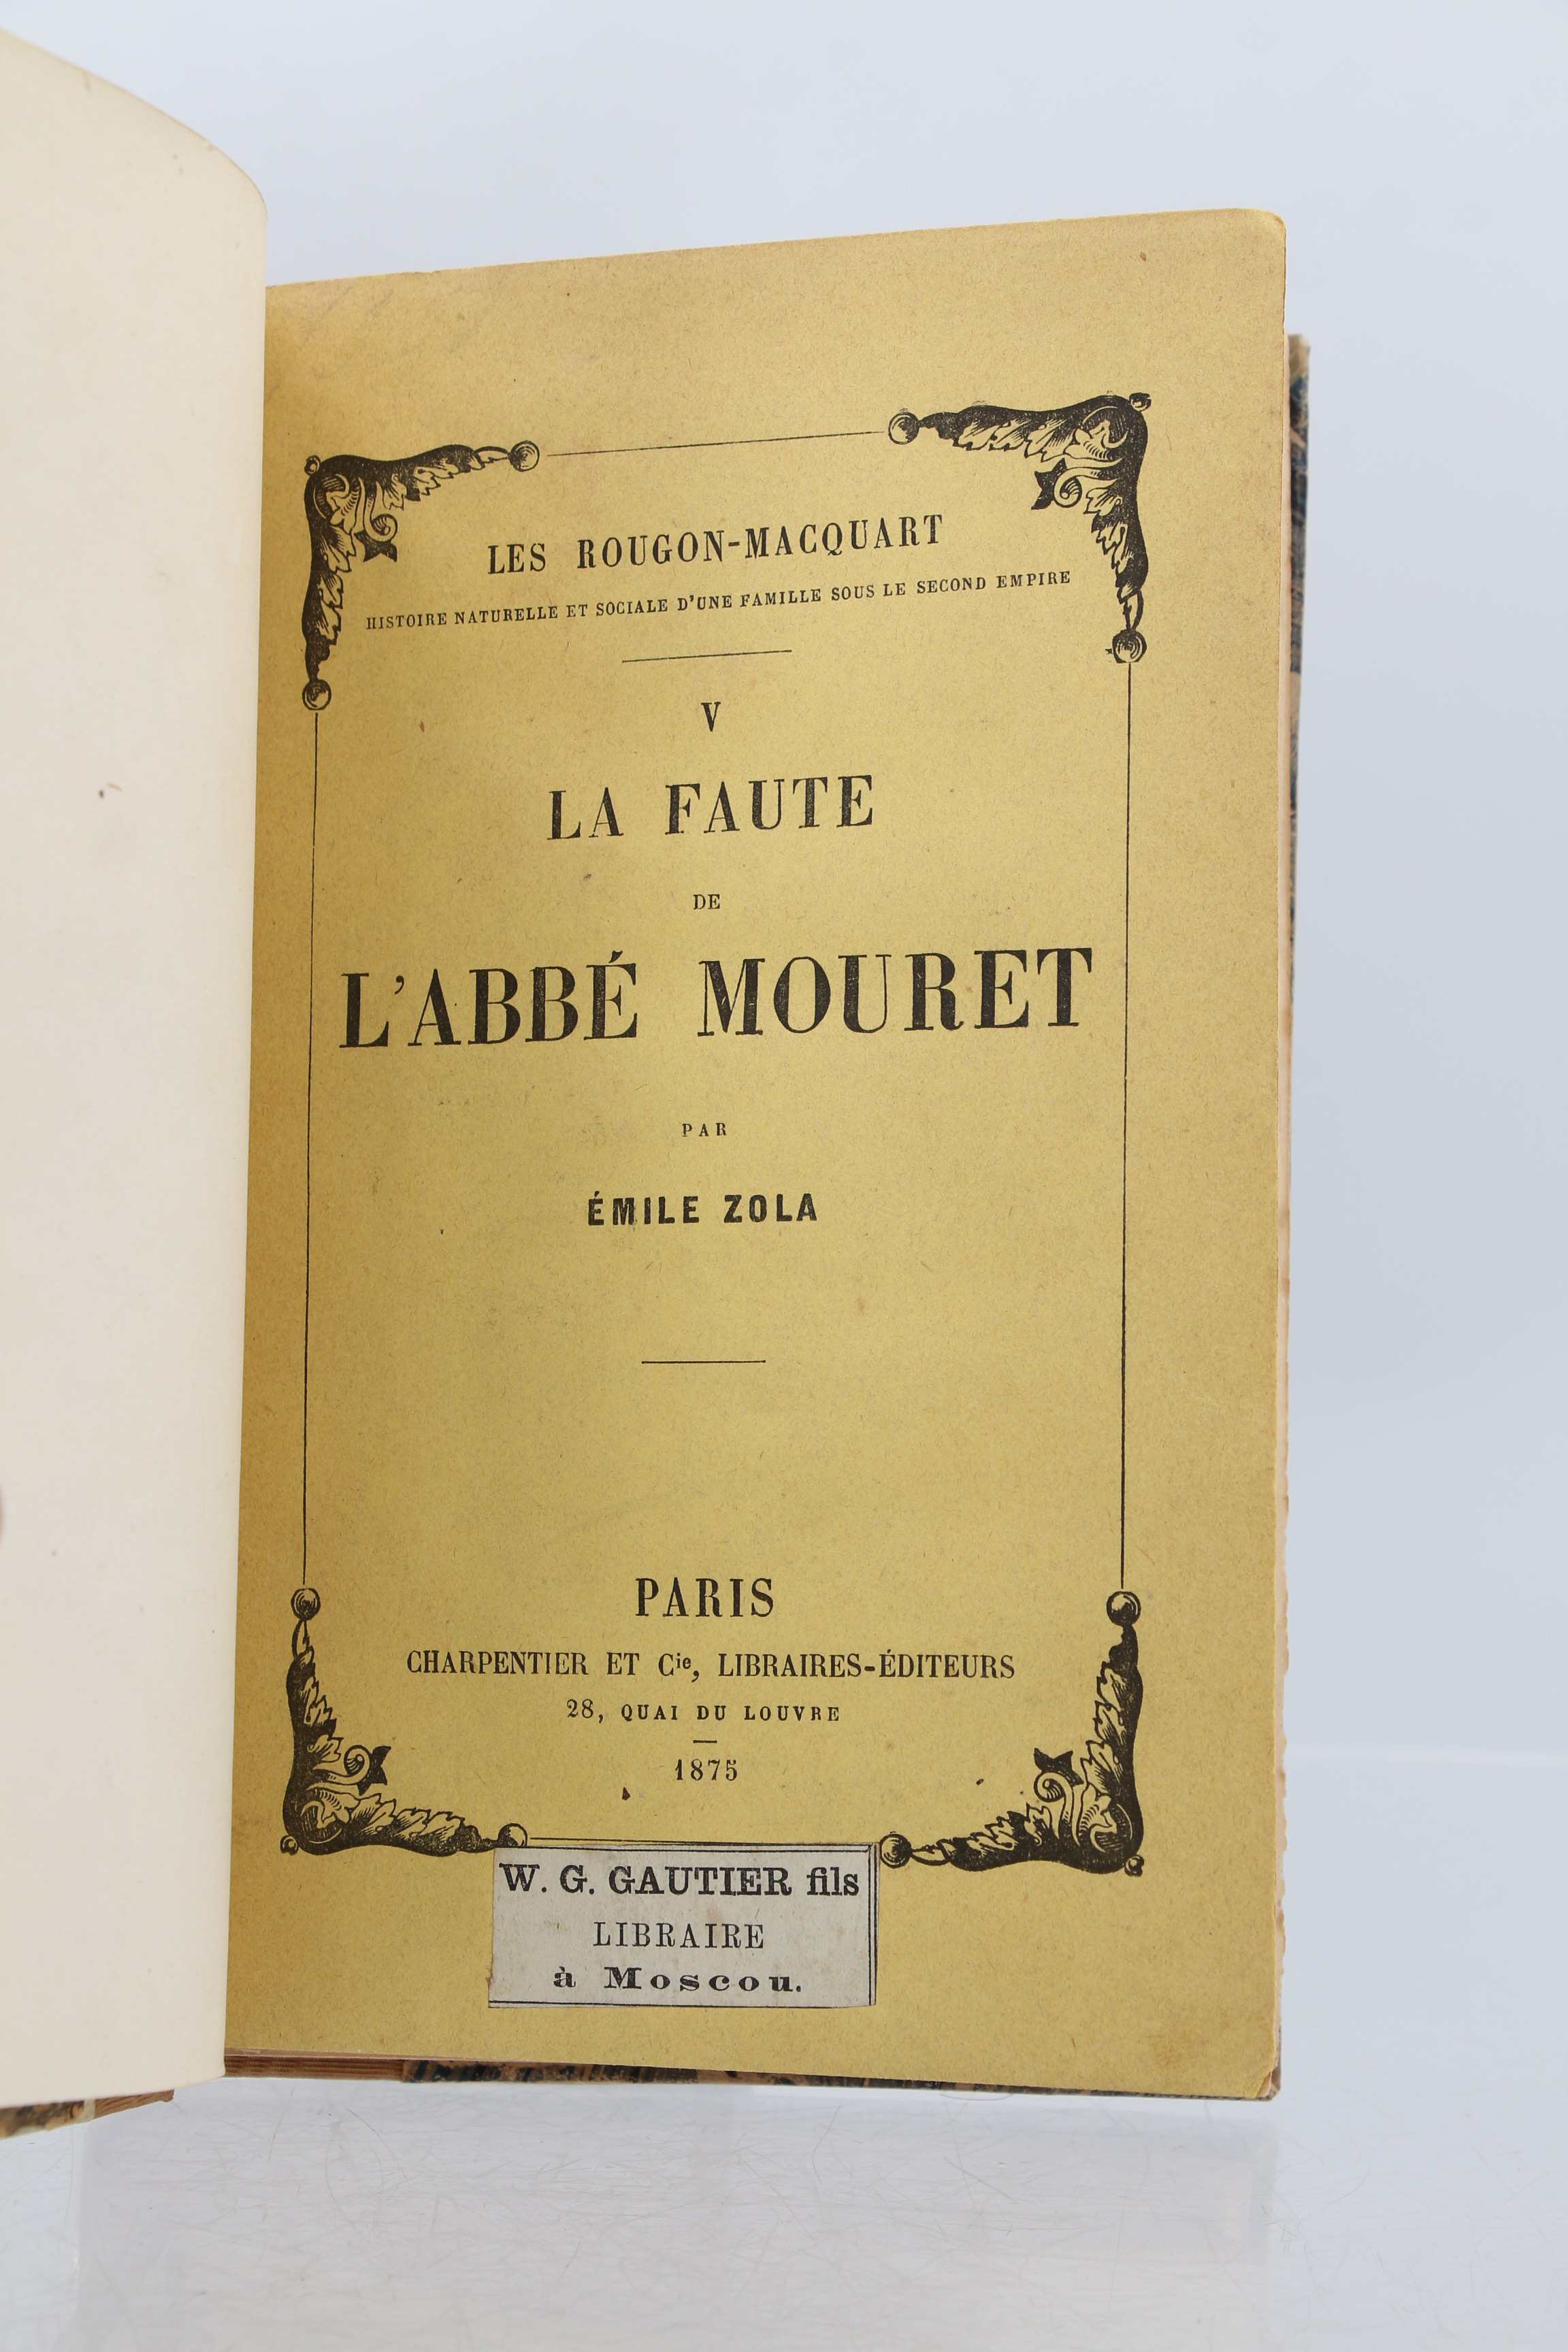 LES ROUGON-MACQUART
HISTOIRE NATURELLE ET SOCIALE D'UNE FAMILLE SOUS LE SECOND EMPIRE
V
LA FAUTE
DE
L'ABBÉ MOURET
PAR
ÉMILE ZOLA
PARIS
CHARPENTIER ET Cie, LIBRAIRES-ÉDITEURS
28, QUAI DU LOUVRE
1875
W. G. GAUTIER fils
LIBRAIRE
à Moscou.